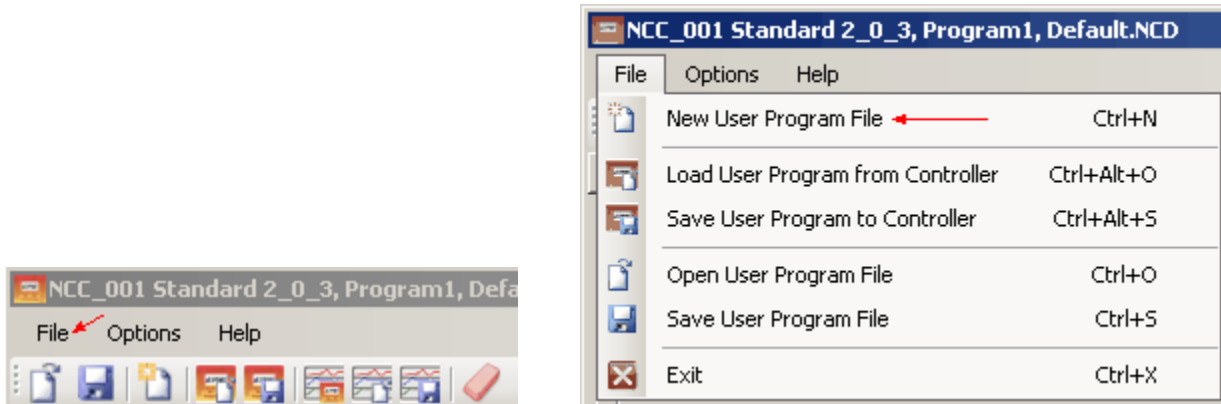 NCC_001 Standard 2_0_3, Program1, Defa
File Options Help
NCC_001 Standard 2_0_3, Program1, Default.NCD
File Options Help
New User Program File Ctrl+N
Load User Program from Controller Ctrl+Alt+O
Save User Program to Controller Ctrl+Alt+S
Open User Program File Ctrl+O
Save User Program File Ctrl+S
Exit Ctrl+X